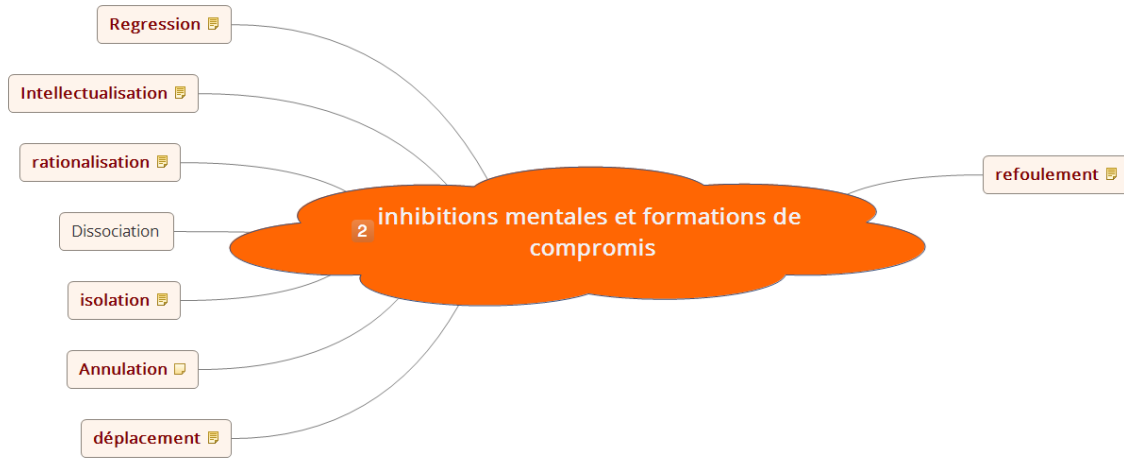 Regression
Intellectualisation
rationalisation
Dissociation
isolation
Annulation
déplacement
2 inhibitions mentales et formations de
compromis
refoulement